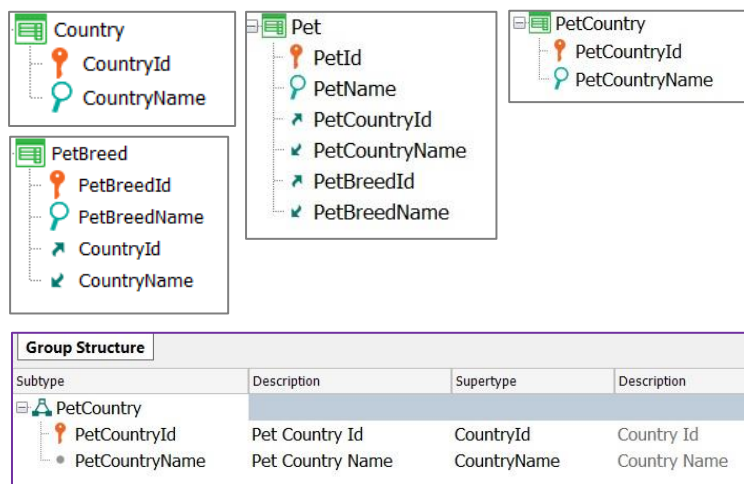 Country
CountryId
CountryName
Pet
PetId
PetName
PetCountryId
PetCountryName
PetBreedId
PetBreedName
PetCountry
PetCountryId
PetCountryName
PetBreed
PetBreedId
PetBreedName
CountryId
CountryName
Group Structure
Subtype Description Supertype Description
PetCountry
PetCountryId Pet Country Id CountryId Country Id
PetCountryName Pet Country Name CountryName Country Name